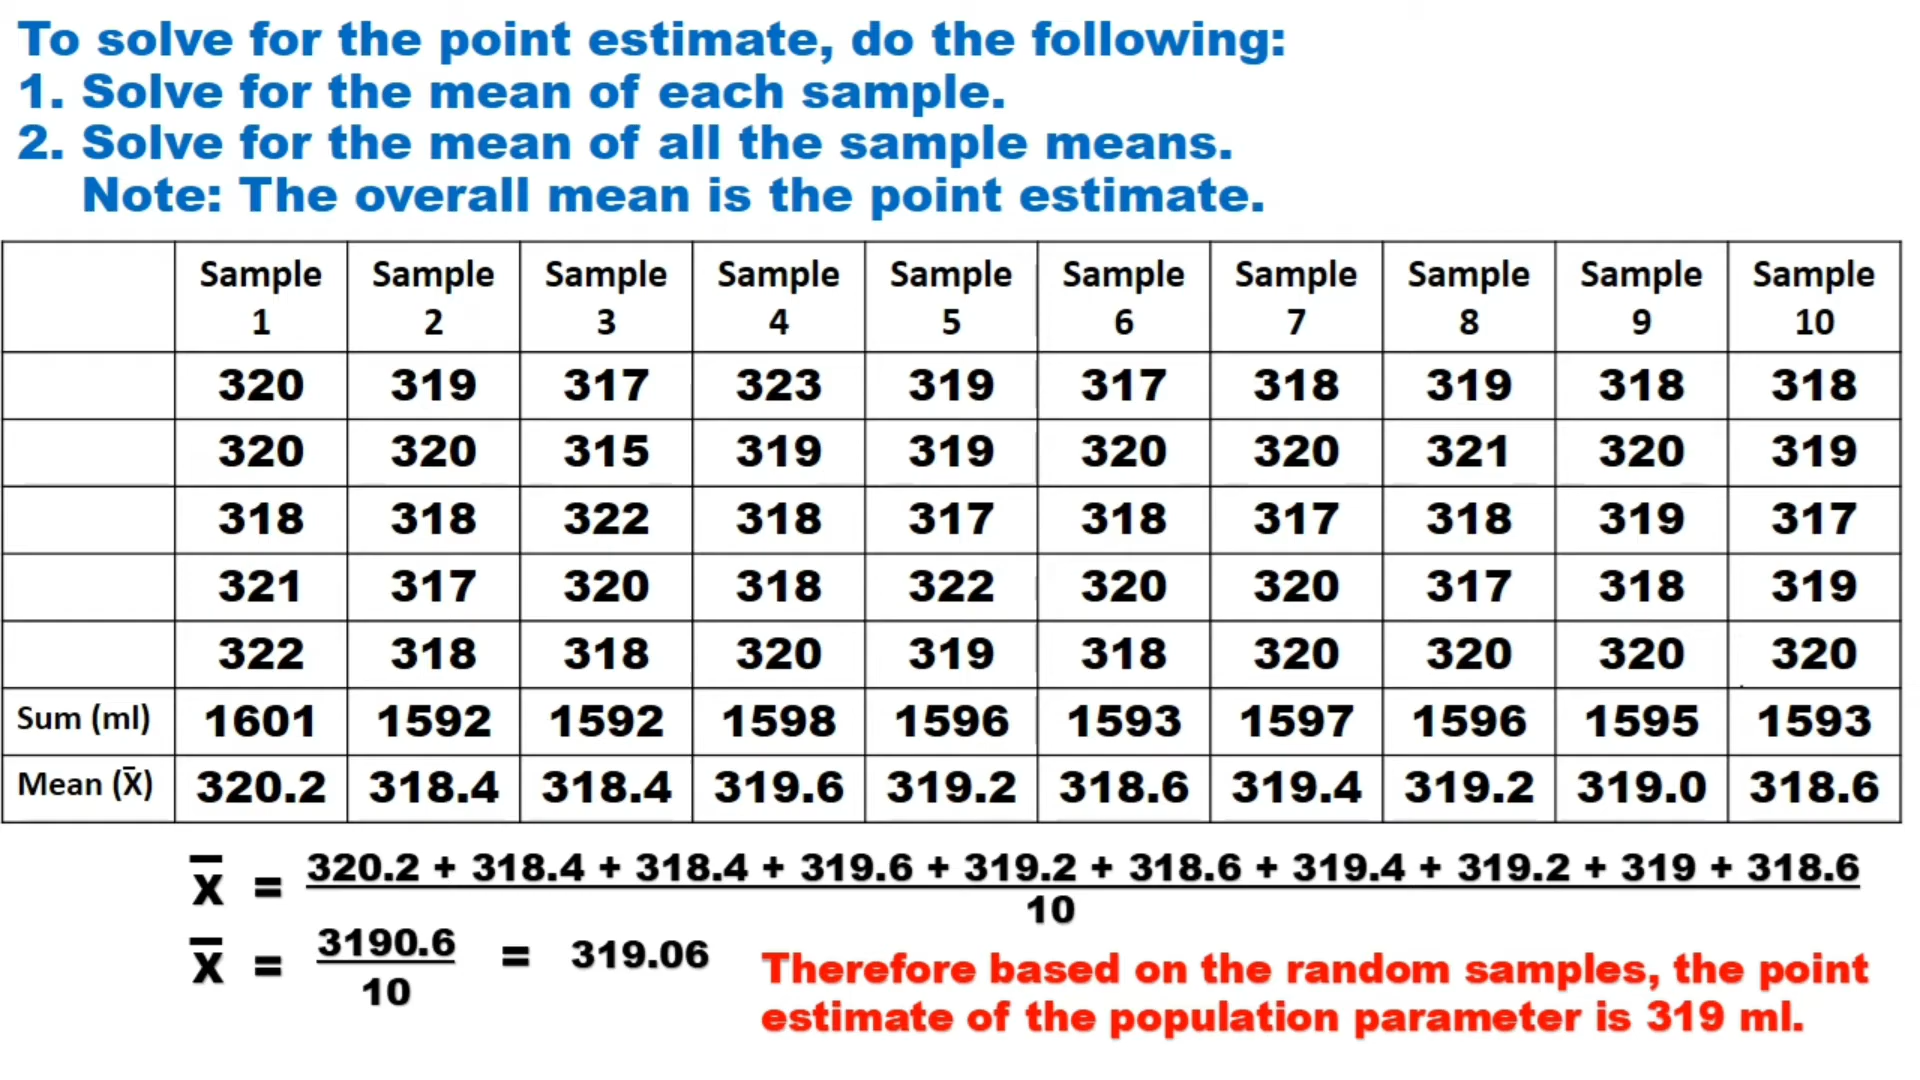 To solve for the point estimate, do the following:
1. Solve for the mean of each sample.
2. Solve for the mean of all the sample means.
Note: The overall mean is the point estimate.
Sample 1 Sample 2 Sample 3 Sample 4 Sample 5 Sample 6 Sample 7 Sample 8 Sample 9 Sample 10
320 319 317 323 319 317 318 319 318 318
320 320 315 319 319 320 320 321 320 319
318 318 322 318 317 318 317 318 319 317
321 317 320 318 322 320 320 317 318 319
322 318 318 320 319 318 320 320 320 320
Sum (ml) 1601 1592 1592 1598 1596 1593 1597 1596 1595 1593
Mean (x̄) 320.2 318.4 318.4 319.6 319.2 318.6 319.4 319.2 319.0 318.6
x̄ = 320.2 + 318.4 + 318.4 + 319.6 + 319.2 + 318.6 + 319.4 + 319.2 + 319 + 318.6
10
x̄ = 3190.6 = 319.06
10
Therefore based on the random samples, the point
estimate of the population parameter is 319 ml.